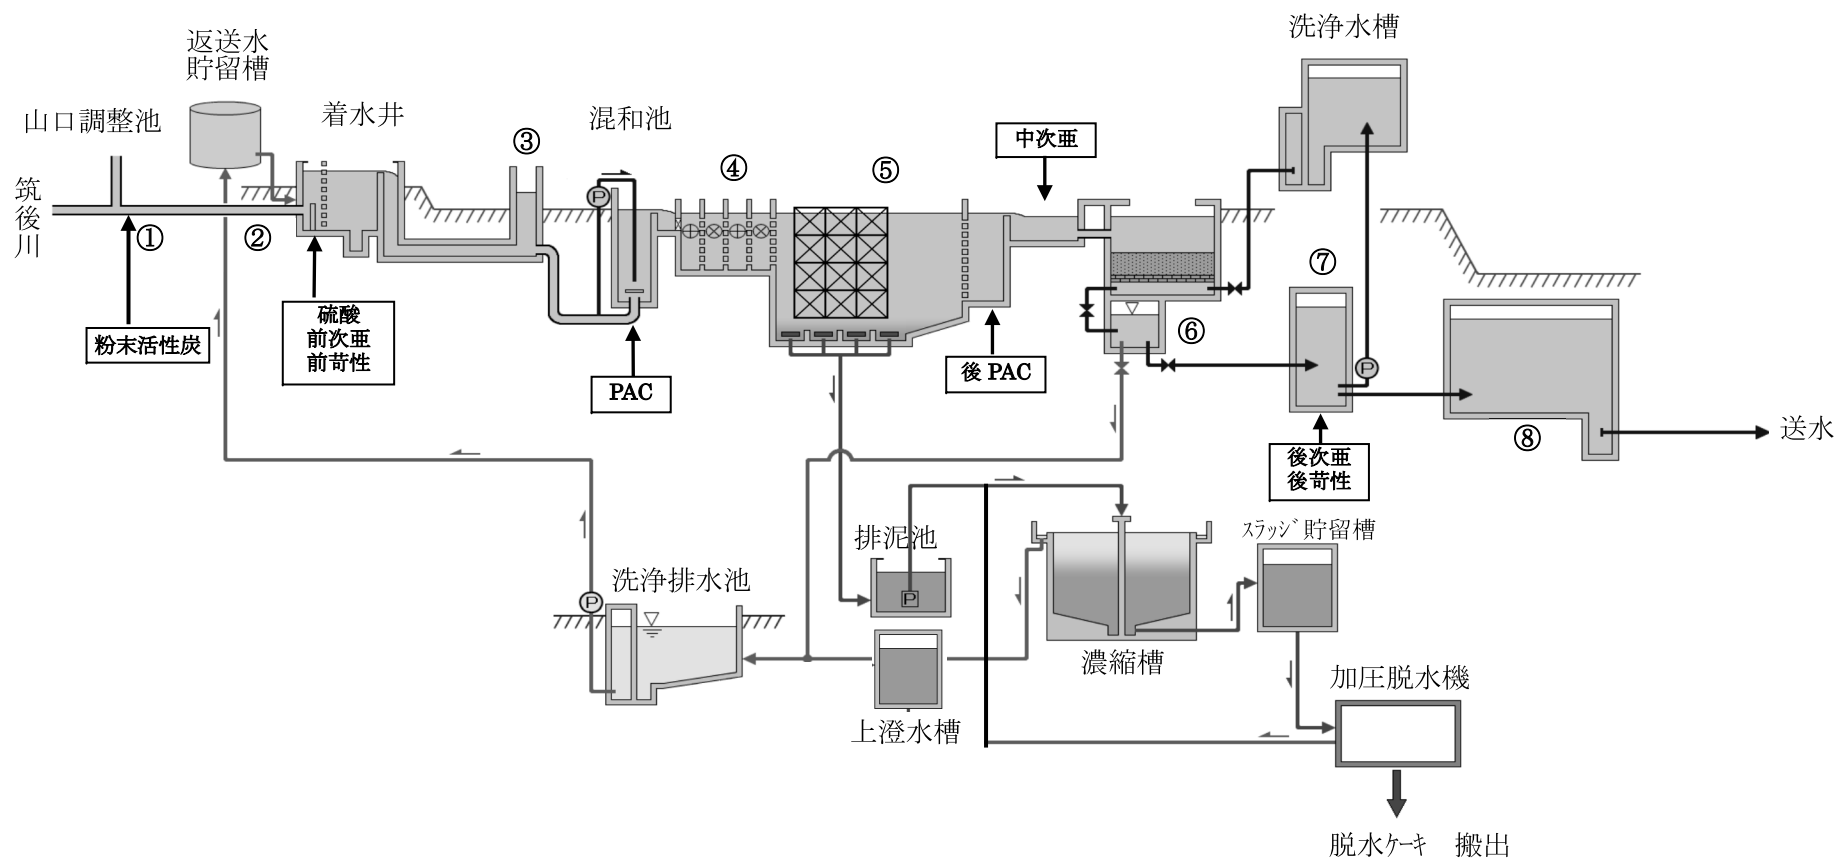 洗浄水槽
返送水
貯留槽
山口調整池
着水井
混和池
③
④
⑤
中次亜
P
筑後川
①
②
⑥
⑦
粉末活性炭
硫酸
前次亜
前苛性
PAC
後 PAC
P
⑧
送水
後次亜
後苛性
排泥池
P
ｽﾗｯｼﾞ貯留槽
洗浄排水池
P
濃縮槽
上澄水槽
加圧脱水機
脱水ｹｰｷ 搬出